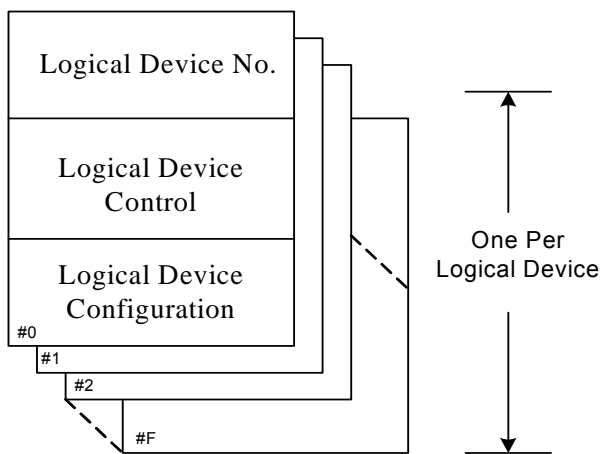 Logical Device No.
Logical Device
Control
Logical Device
Configuration
#0
#1
#2
#F
One Per
Logical Device